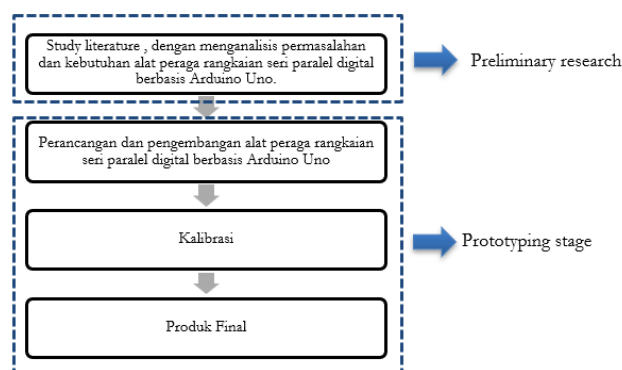 Study literature , dengan menganalisis permasalahan
dan kebutuhan alat peraga rangkaian seri paralel digital
berbasis Arduino Uno.
Preliminary research
Perancangan dan pengembangan alat peraga rangkaian
seri paralel digital berbasis Arduino Uno
Kalibrasi
Prototyping stage
Produk Final